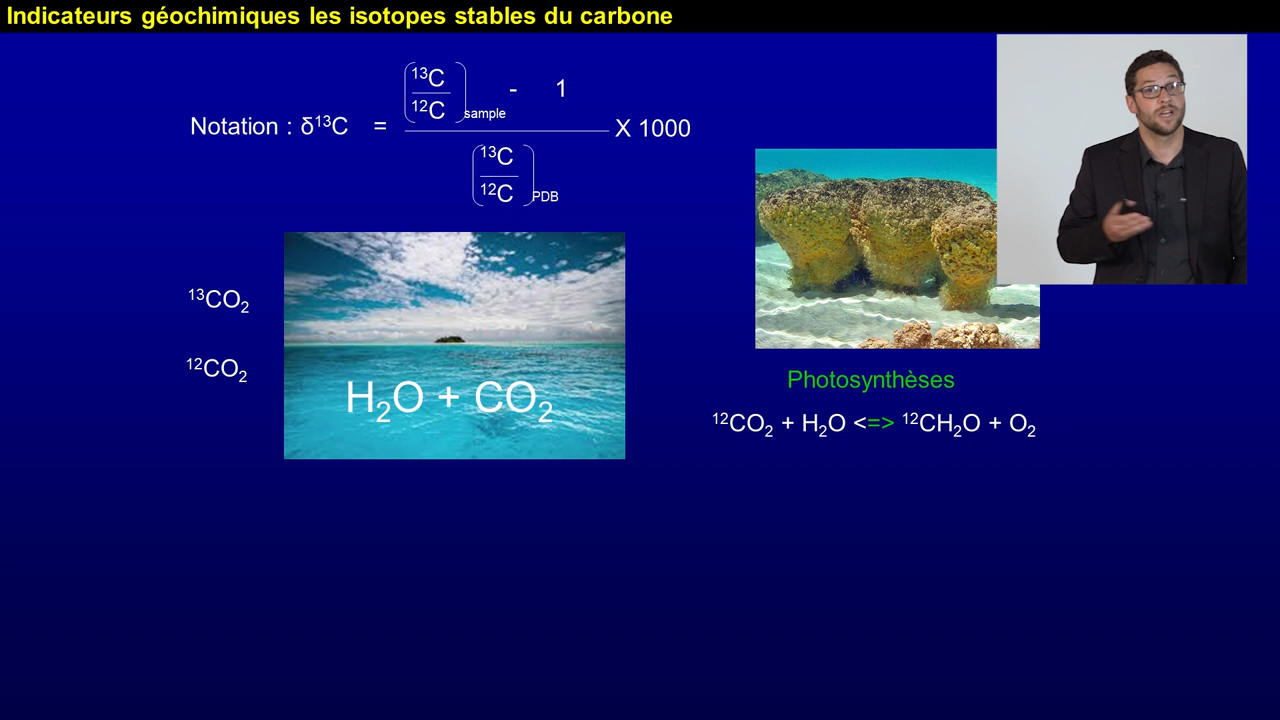 Indicateurs géochimiques les isotopes stables du carbone
Notation : δ¹³C = (¹³C / ¹²C)sample - 1
X 1000
(¹³C / ¹²C)PDB
¹³CO₂
¹²CO₂
H₂O + CO₂
Photosynthèses
¹²CO₂ + H₂O <=> ¹²CH₂O + O₂